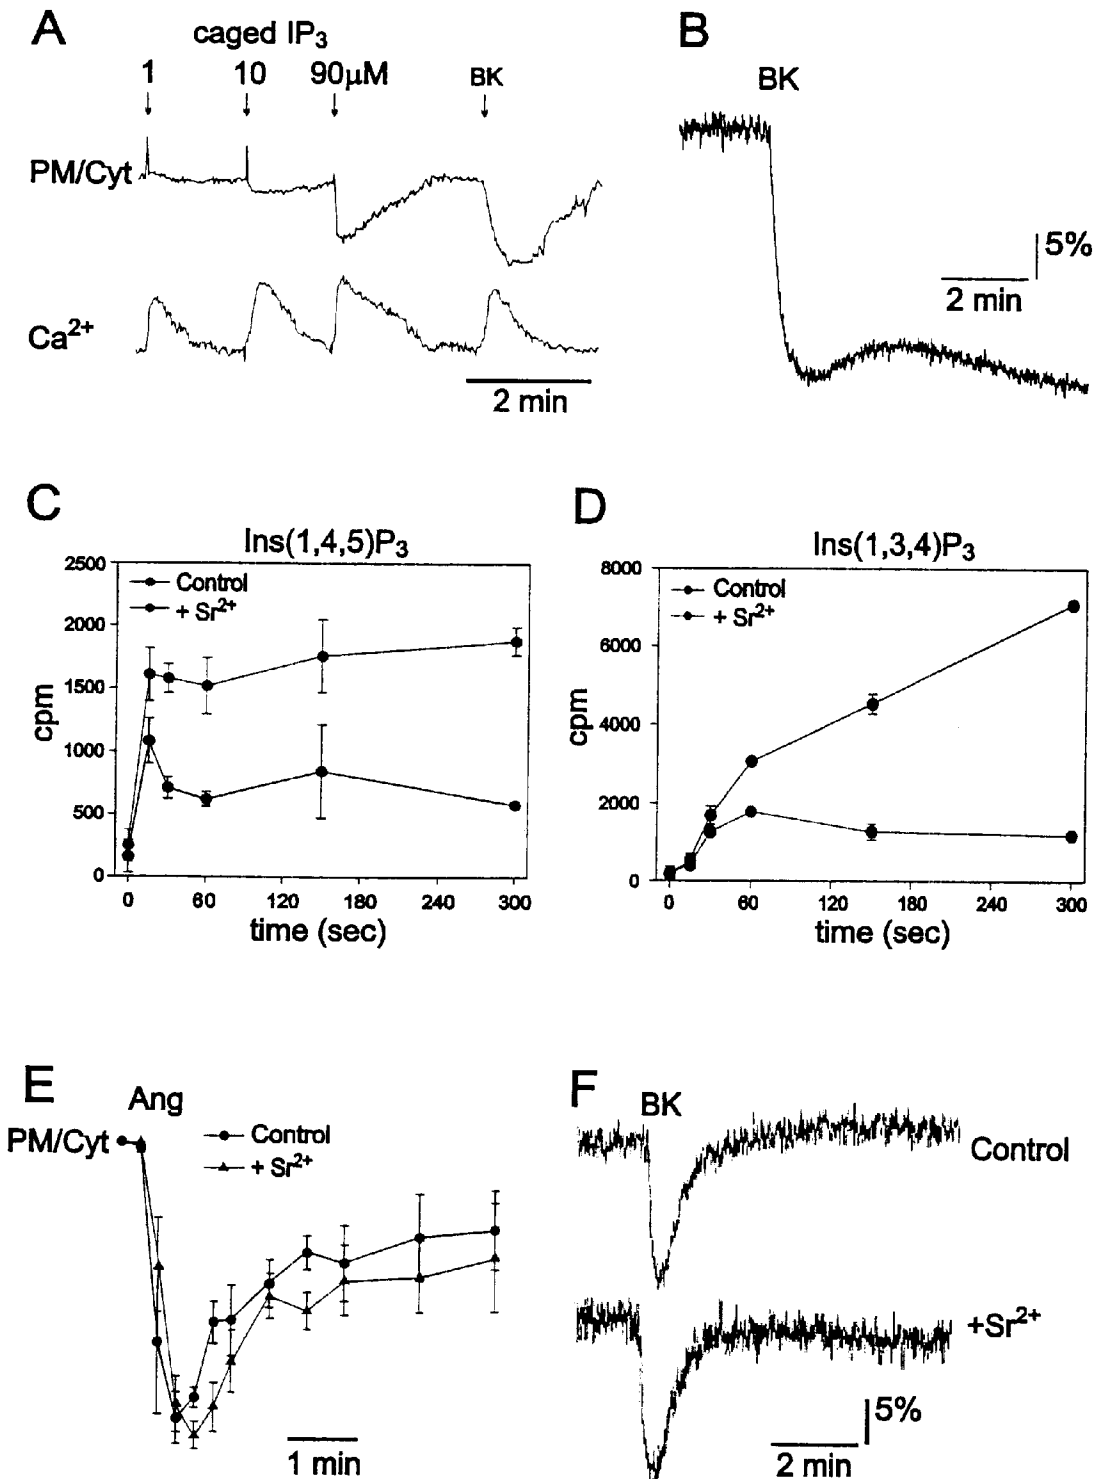 A
caged IP₃
1 10 90µM BK
PM/Cyt
Ca²⁺
2 min
B
BK
5%
2 min
C
Ins(1,4,5)P₃
Control
+ Sr²⁺
2500
2000
1500
1000
500
0
cpm
0 60 120 180 240 300
time (sec)
D
Ins(1,3,4)P₃
Control
+ Sr²⁺
8000
6000
4000
2000
0
cpm
0 60 120 180 240 300
time (sec)
E
Ang
PM/Cyt
Control
+ Sr²⁺
1 min
F
BK
Control
+Sr²⁺
5%
2 min